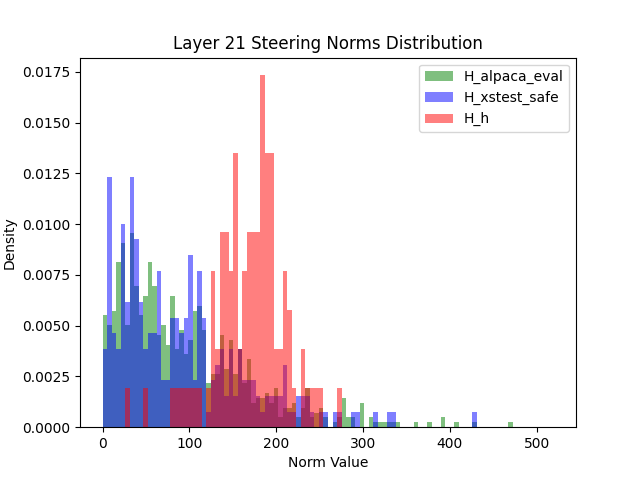 Layer 21 Steering Norms Distribution
H_alpaca_eval
H_xstest_safe
H_h
0.0175
0.0150
0.0125
0.0100
0.0075
0.0050
0.0025
0.0000
Density
0 100 200 300 400 500
Norm Value